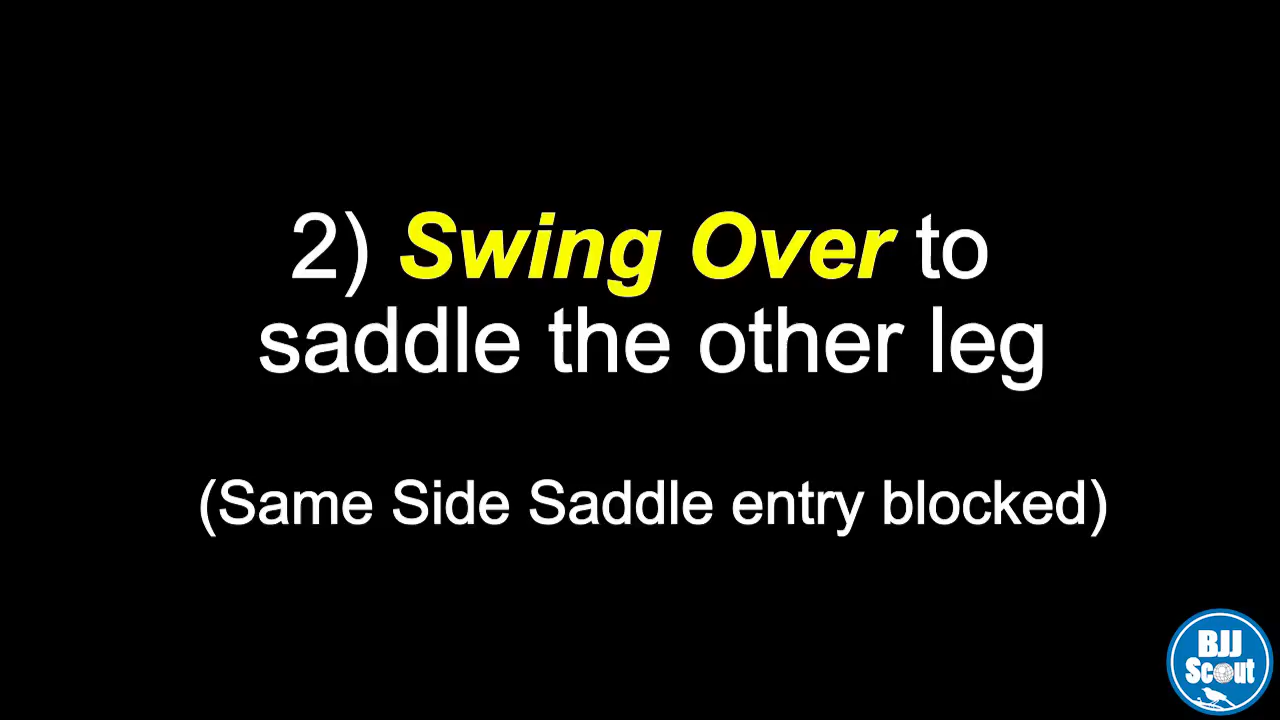 2) Swing Over to
saddle the other leg
(Same Side Saddle entry blocked)
BJJ
Scout